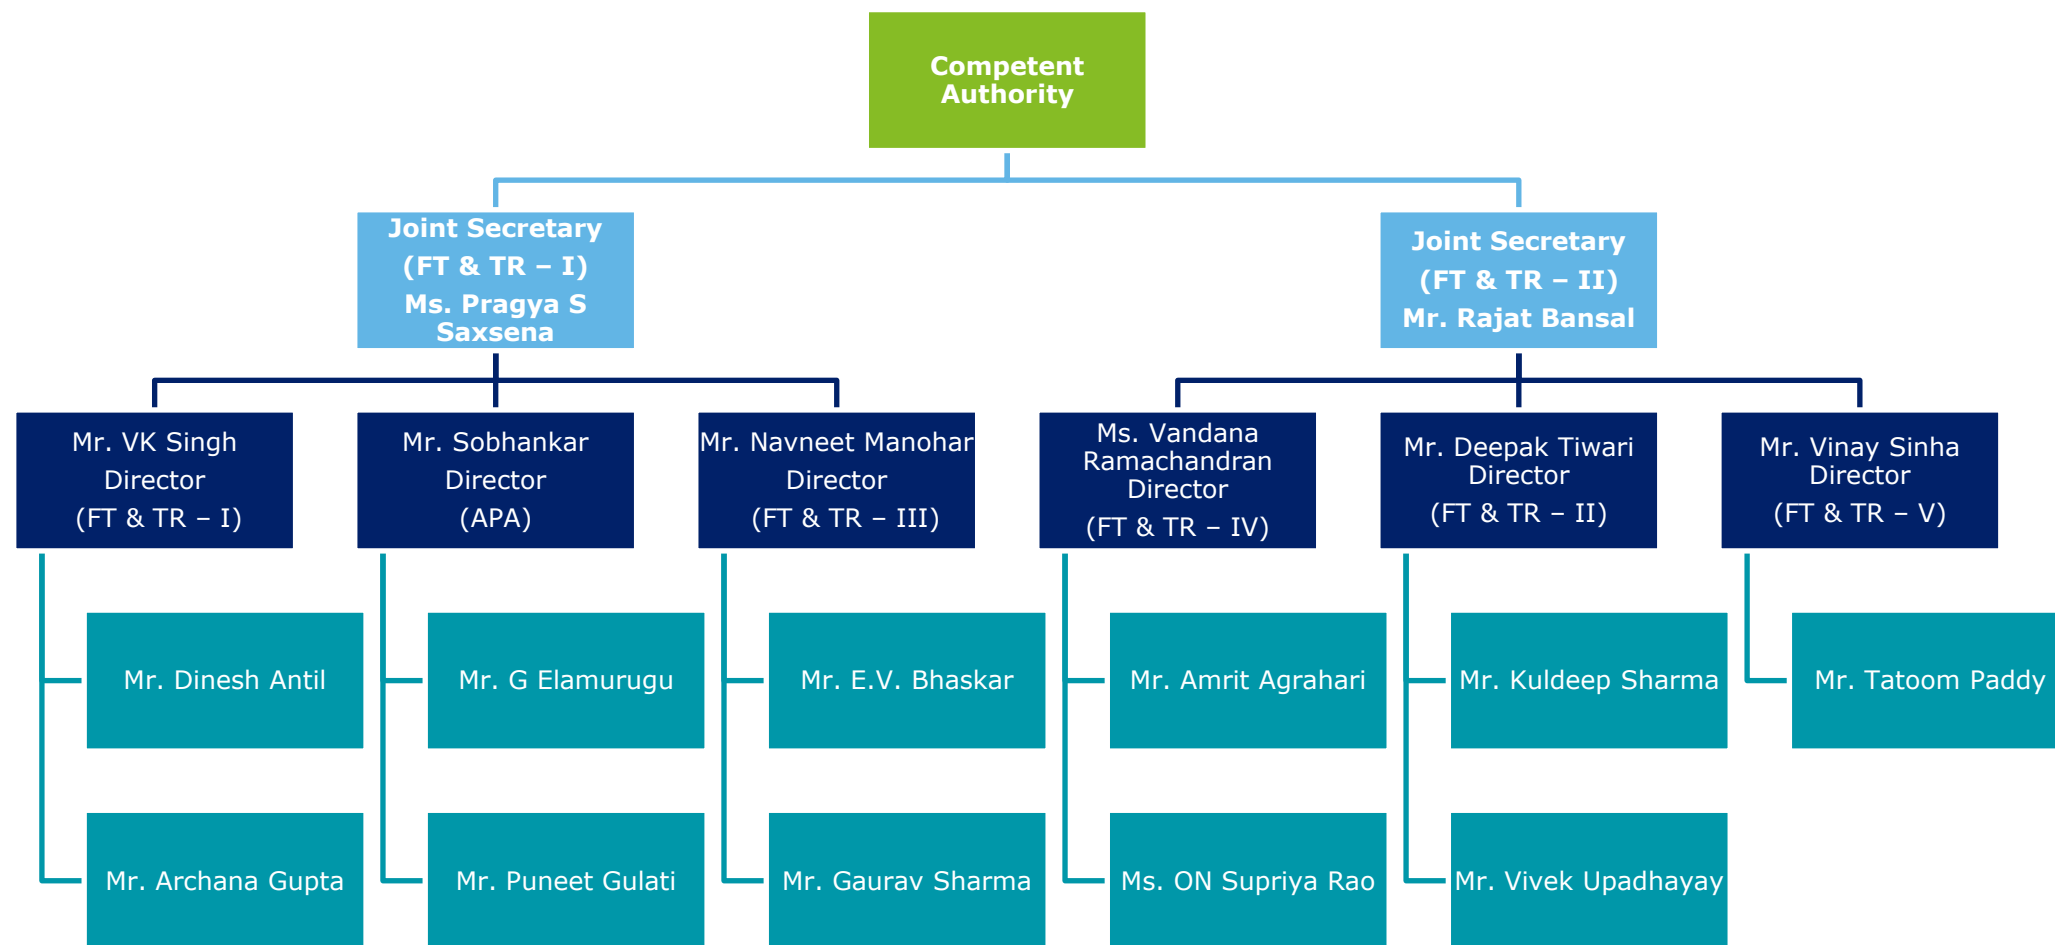 Competent
Authority
Joint Secretary
(FT & TR – I)
Ms. Pragya S
Saxsena
Joint Secretary
(FT & TR – II)
Mr. Rajat Bansal
Mr. VK Singh
Director
(FT & TR – I)
Mr. Sobhankar
Director
(APA)
Mr. Navneet Manohar
Director
(FT & TR – III)
Ms. Vandana
Ramachandran
Director
(FT & TR – IV)
Mr. Deepak Tiwari
Director
(FT & TR – II)
Mr. Vinay Sinha
Director
(FT & TR – V)
Mr. Dinesh Antil
Mr. G Elamurugu
Mr. E.V. Bhaskar
Mr. Amrit Agrahari
Mr. Kuldeep Sharma
Mr. Tatoom Paddy
Mr. Archana Gupta
Mr. Puneet Gulati
Mr. Gaurav Sharma
Ms. ON Supriya Rao
Mr. Vivek Upadhayay